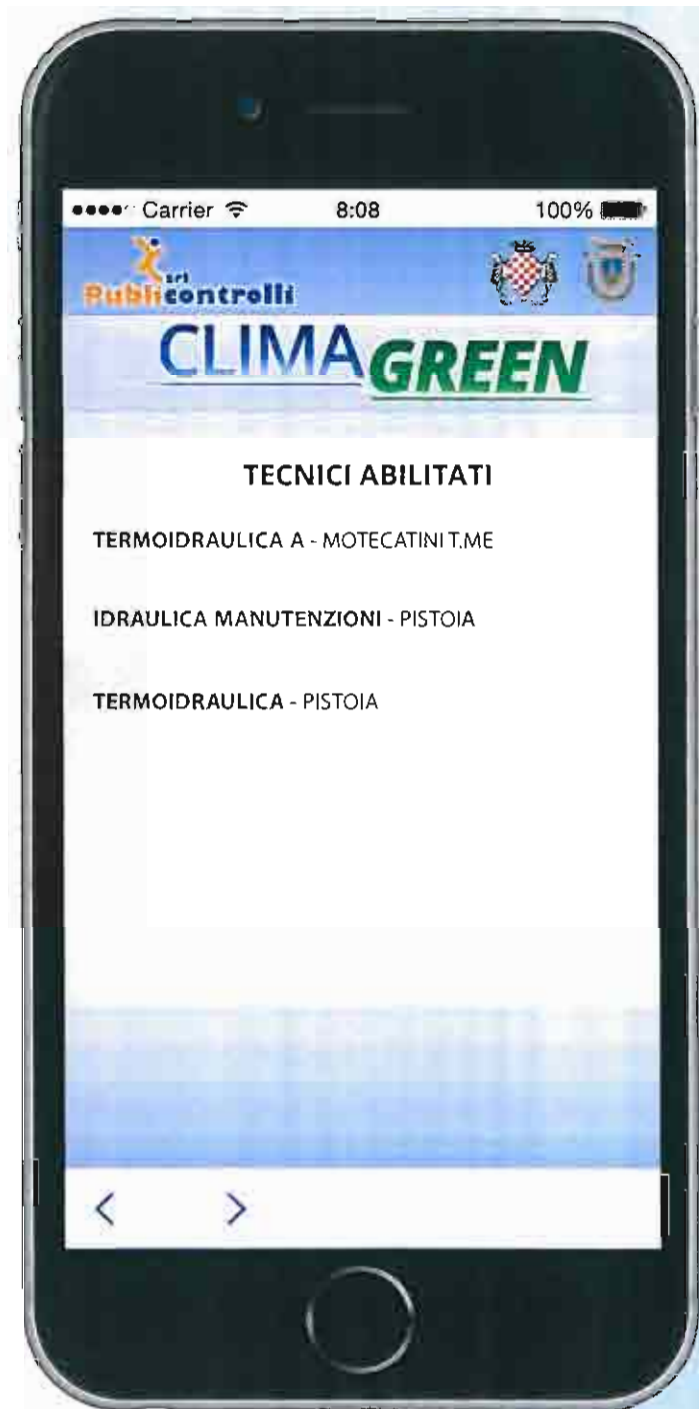 Carrier 8:08 100%
srl
Publicontrolli
CLIMAGREEN
TECNICI ABILITATI
TERMOIDRAULICA A - MOTECATINI T.ME
IDRAULICA MANUTENZIONI - PISTOIA
TERMOIDRAULICA - PISTOIA
< >